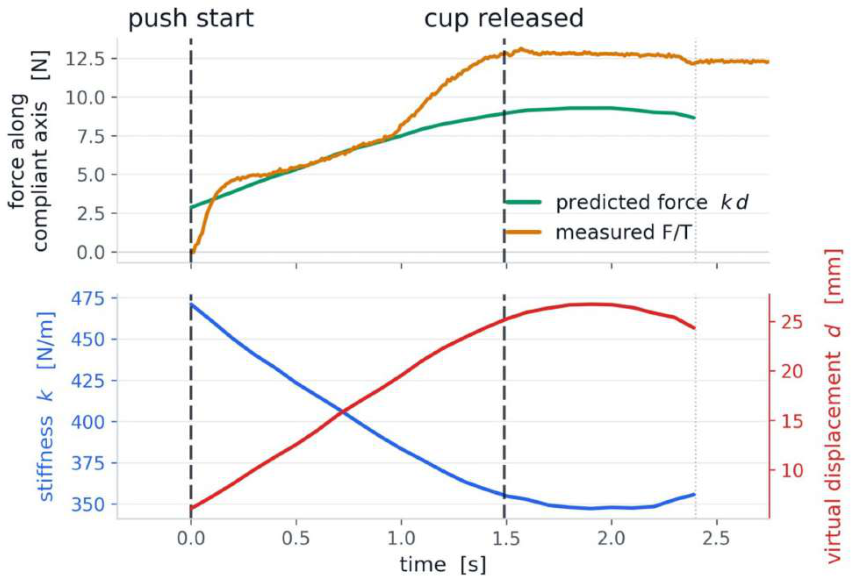 push start
cup released
force along
compliant axis [N]
12.5
10.0
7.5
5.0
2.5
0.0
predicted force k d
measured F/T
stiffness k [N/m]
475
450
425
400
375
350
virtual displacement d [mm]
25
20
15
10
0.0 0.5 1.0 1.5 2.0 2.5
time [s]